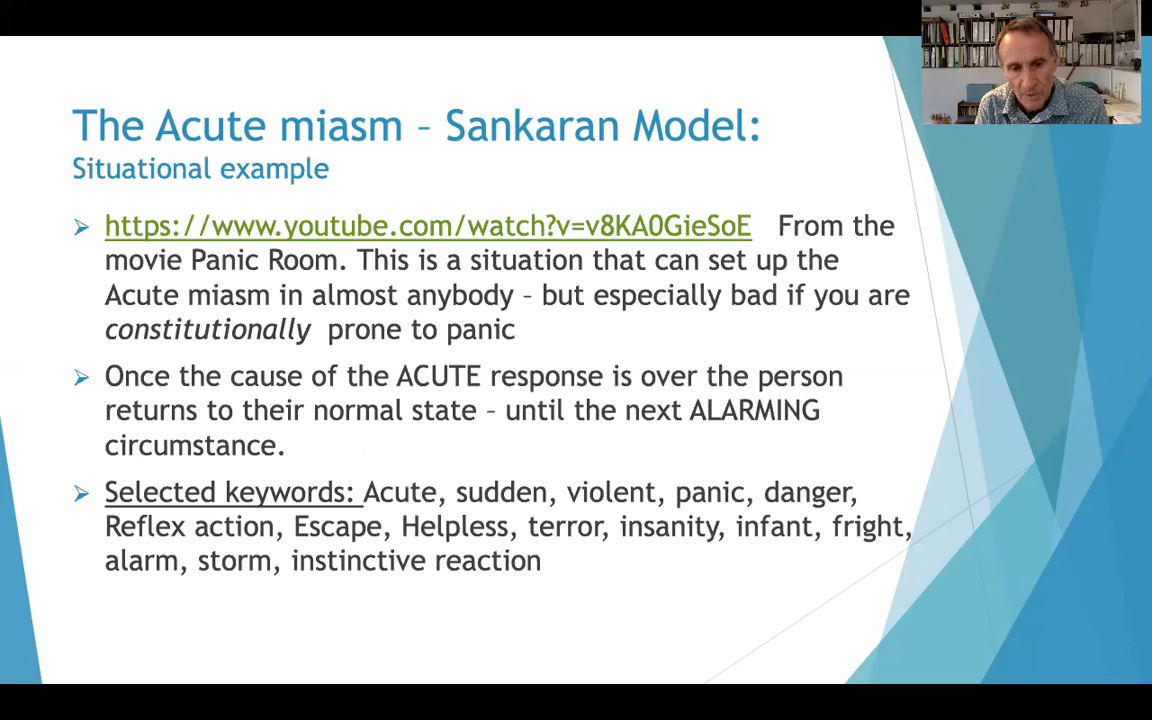 The Acute miasm – Sankaran Model:
Situational example
https://www.youtube.com/watch?v=v8KA0GieSoE From the
movie Panic Room. This is a situation that can set up the
Acute miasm in almost anybody – but especially bad if you are
constitutionally prone to panic
Once the cause of the ACUTE response is over the person
returns to their normal state – until the next ALARMING
circumstance.
Selected keywords: Acute, sudden, violent, panic, danger,
Reflex action, Escape, Helpless, terror, insanity, infant, fright,
alarm, storm, instinctive reaction